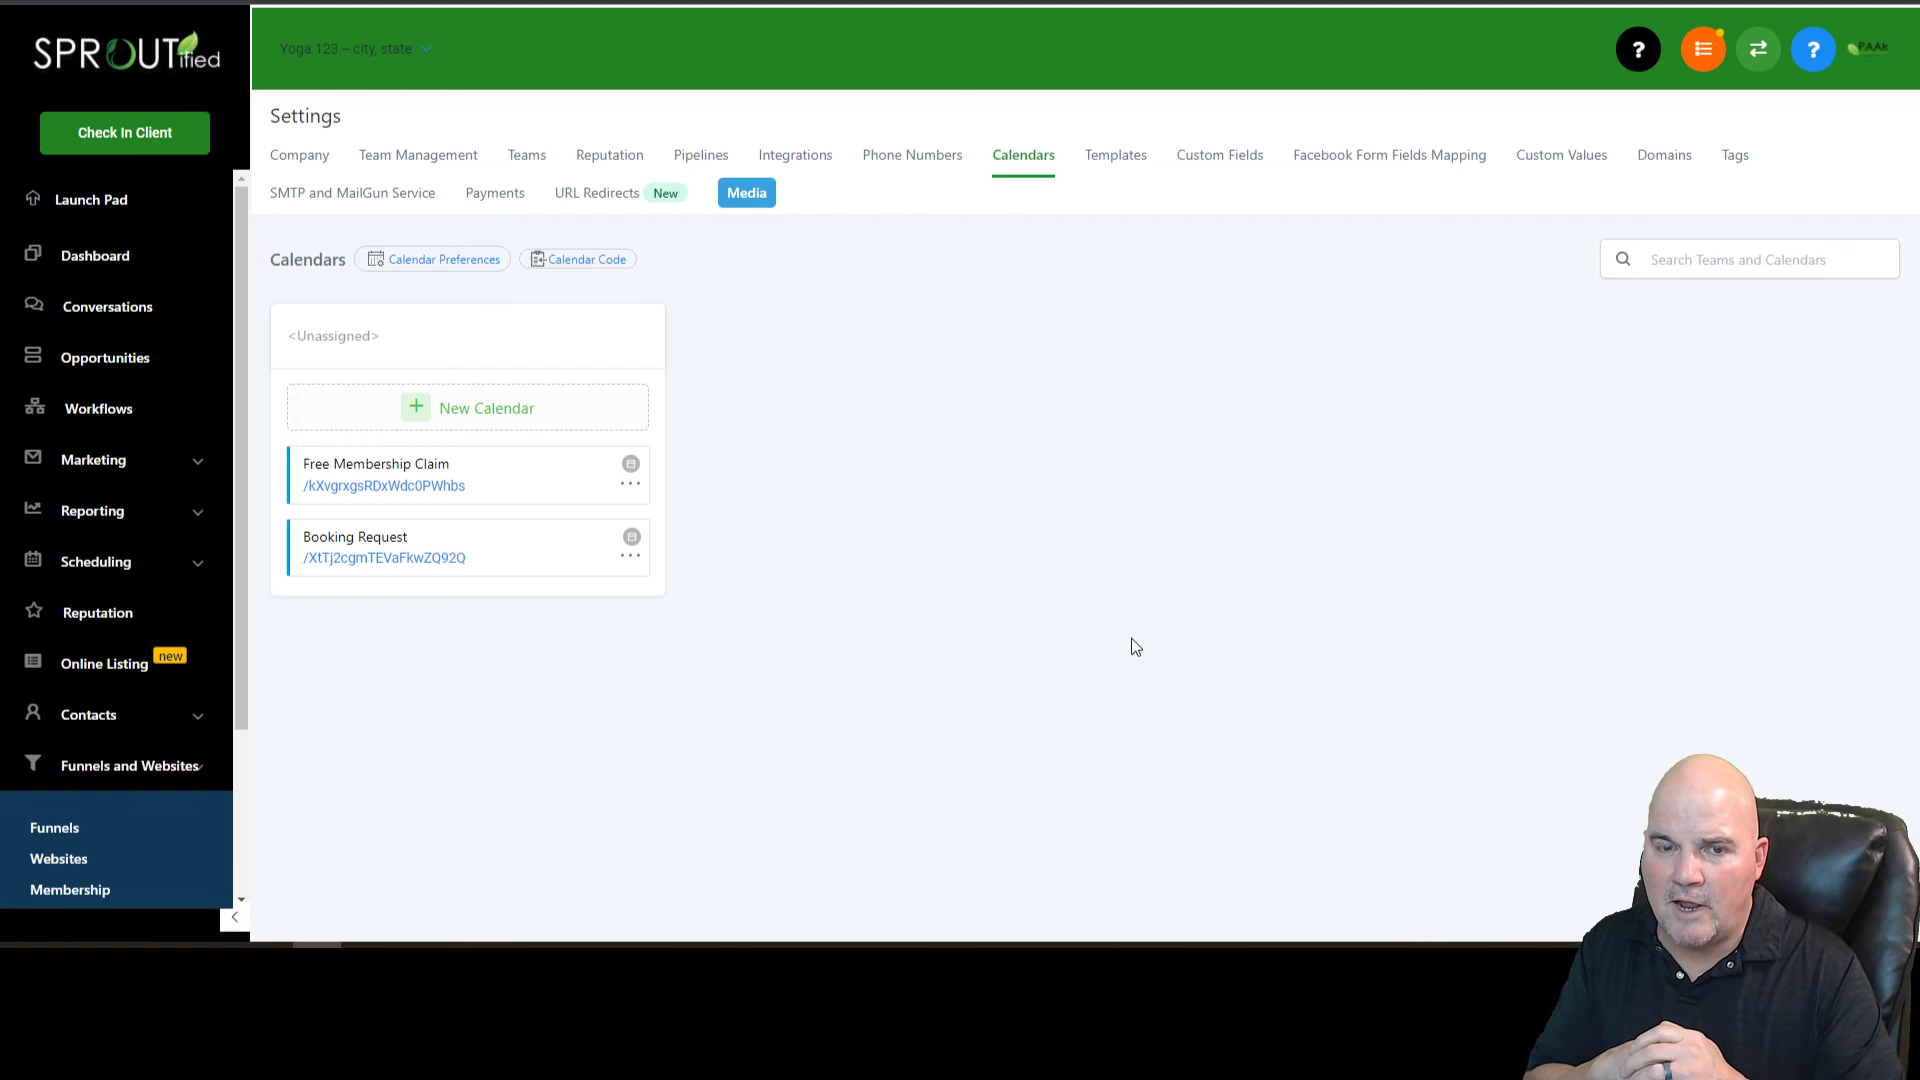 SPROUTified
Yoga 123 – city, state
?
?
PAAk
Check In Client
Launch Pad
Dashboard
Conversations
Opportunities
Workflows
Marketing
Reporting
Scheduling
Reputation
Online Listing new
Contacts
Funnels and Websites
Funnels
Websites
Membership
Settings
Company Team Management Teams Reputation Pipelines Integrations Phone Numbers Calendars Templates Custom Fields Facebook Form Fields Mapping Custom Values Domains Tags
SMTP and MailGun Service Payments URL Redirects New Media
Calendars Calendar Preferences Calendar Code
Search Teams and Calendars
<Unassigned>
+ New Calendar
Free Membership Claim
/kXvgrxgsRDxWdc0PWhbs
Booking Request
/XtTj2cgmTEVaFkwZQ92Q